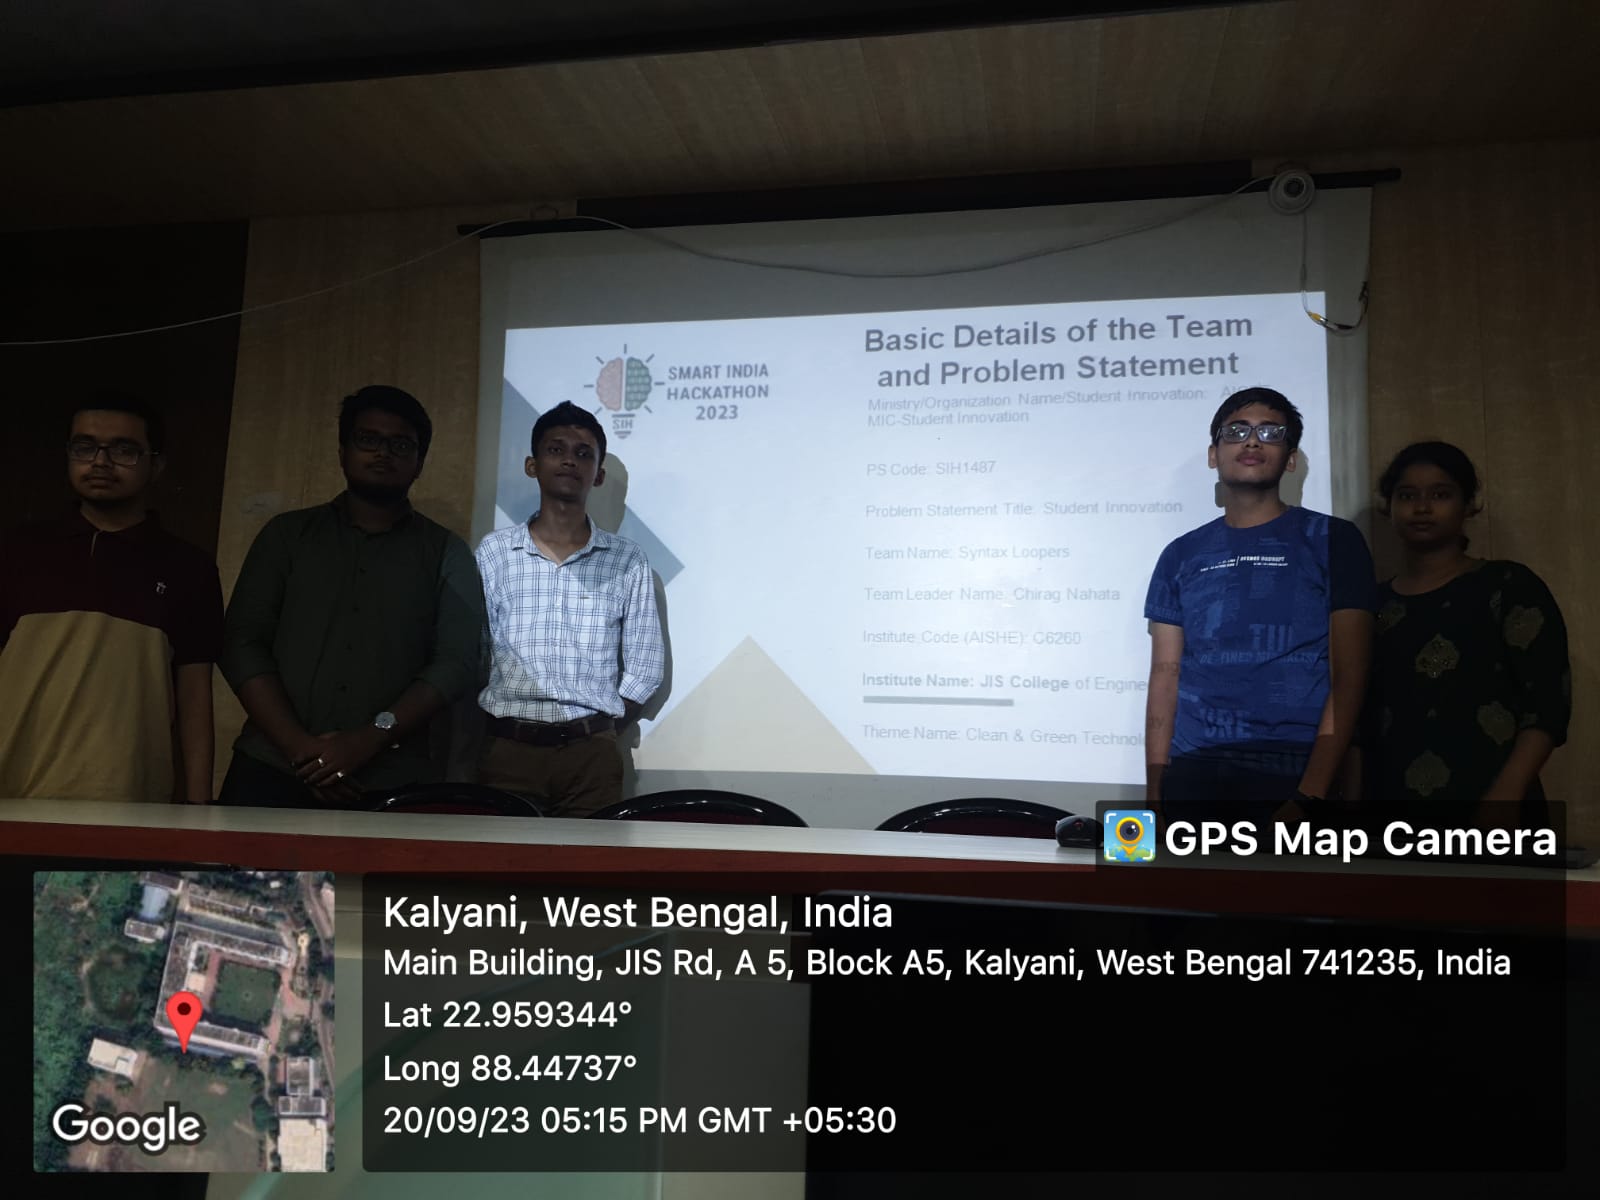 SMART INDIA
HACKATHON
2023
SIH
Basic Details of the Team
and Problem Statement
Ministry/Organization Name/Student Innovation:
MIC-Student Innovation
PS Code: SIH1487
Problem Statement Title: Student Innovation
Team Name: Syntax Loopers
Team Leader Name: Chirag Nahata
Institute Code (AISHE): C6260
Institute Name: JIS College of Engine
Theme Name: Clean & Green Technol
GPS Map Camera
Kalyani, West Bengal, India
Main Building, JIS Rd, A 5, Block A5, Kalyani, West Bengal 741235, India
Lat 22.959344°
Long 88.44737°
20/09/23 05:15 PM GMT +05:30
Google